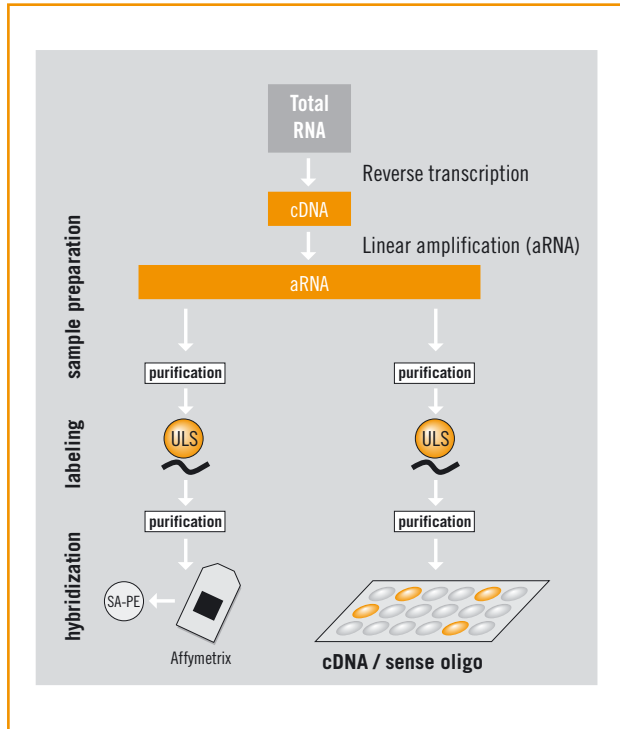 Total
RNA
Reverse transcription
cDNA
Linear amplification (aRNA)
aRNA
sample preparation
purification
purification
labeling
ULS
ULS
purification
purification
hybridization
SA-PE
Affymetrix
cDNA / sense oligo